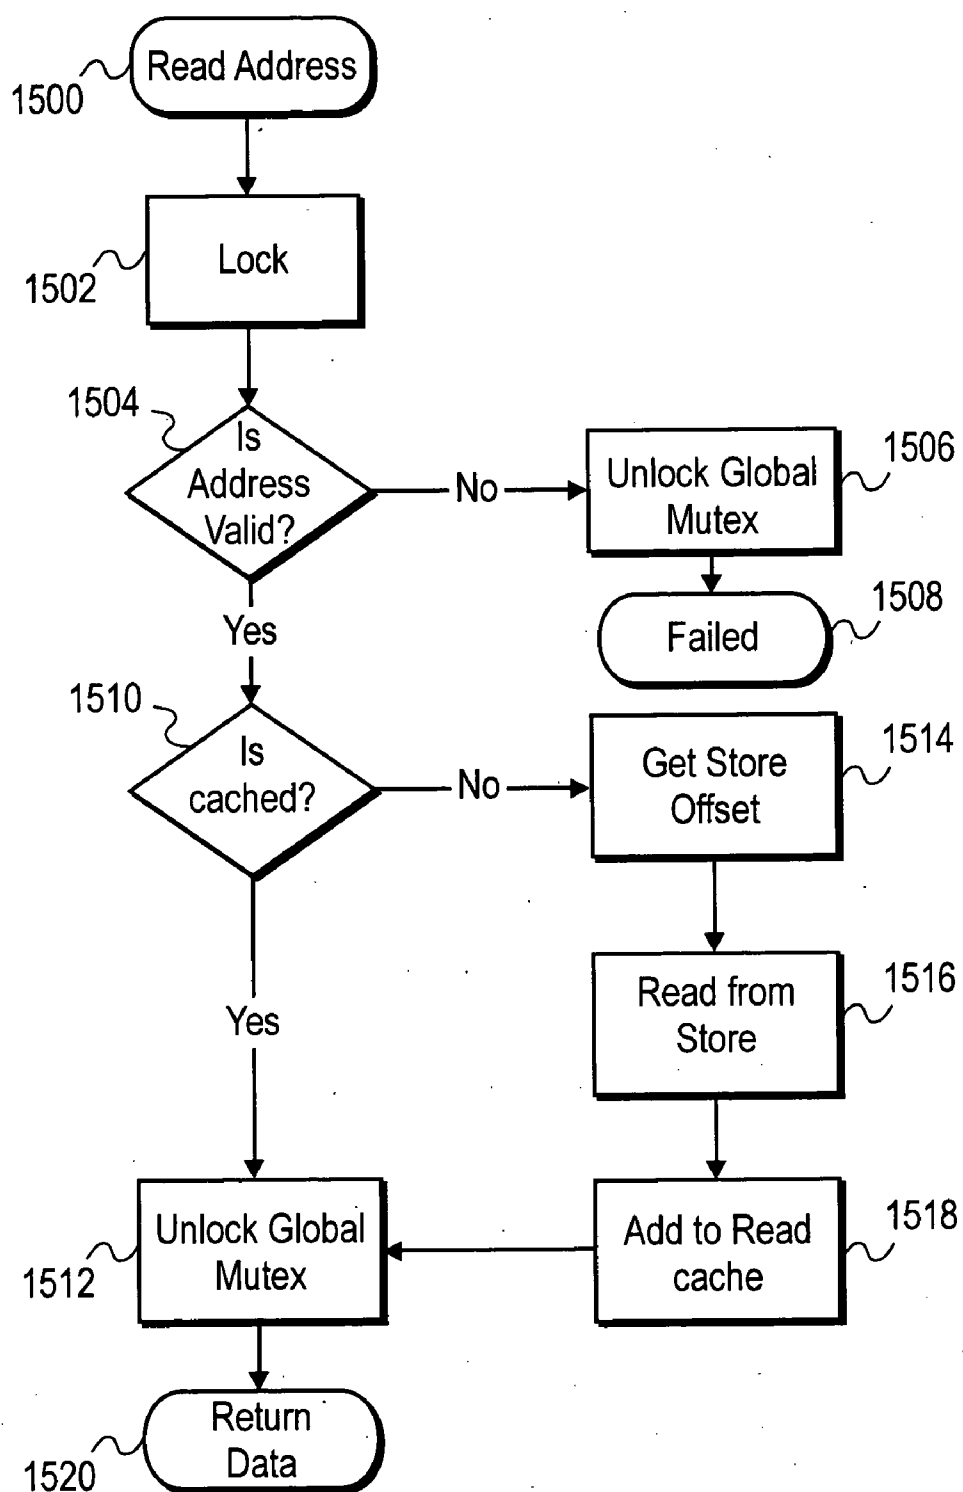 Read Address
1500
Lock
1502
1504
Is
Address
Valid?
No
Unlock Global
Mutex
1506
Yes
Failed
1508
1510
Is
cached?
No
Get Store
Offset
1514
Read from
Store
1516
Yes
Unlock Global
Mutex
1512
Add to Read
cache
1518
Return
Data
1520